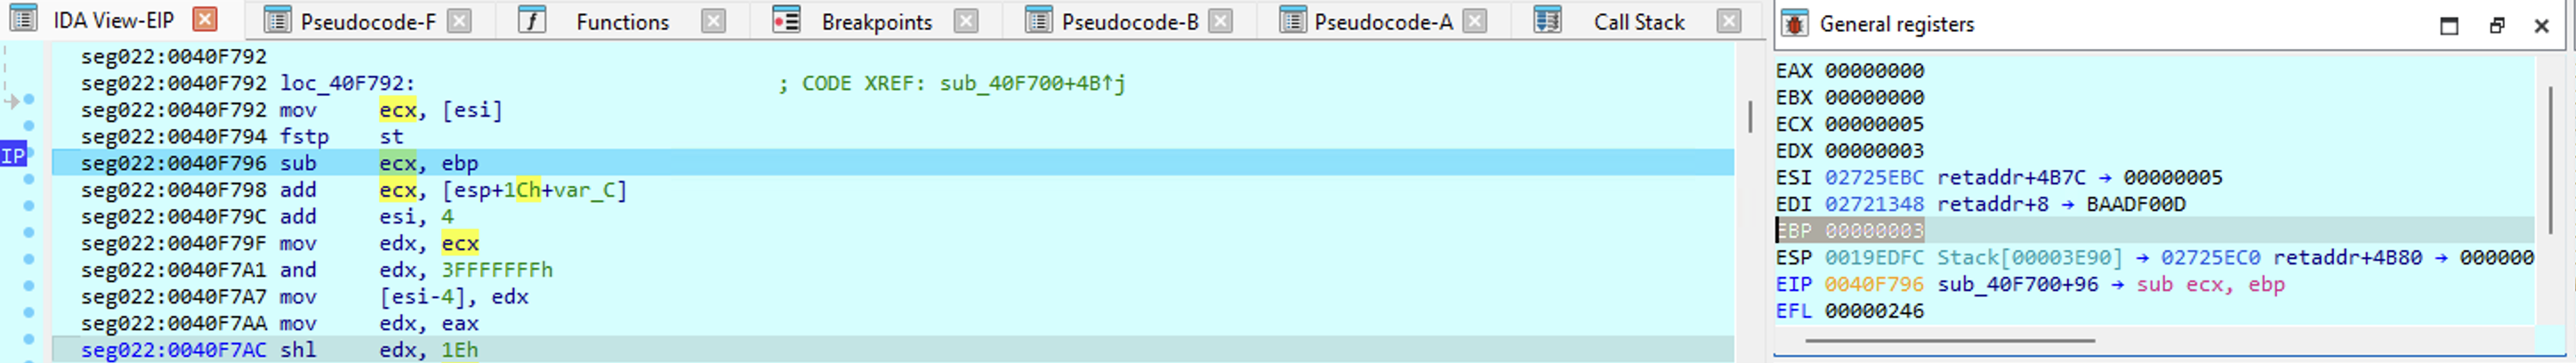 IDA View-EIP Pseudocode-F Functions Breakpoints Pseudocode-B Pseudocode-A Call Stack
seg022:0040F792
seg022:0040F792 loc_40F792: ; CODE XREF: sub_40F700+4B↑j
seg022:0040F792 mov ecx, [esi]
seg022:0040F794 fstp st
IP seg022:0040F796 sub ecx, ebp
seg022:0040F798 add ecx, [esp+1Ch+var_C]
seg022:0040F79C add esi, 4
seg022:0040F79F mov edx, ecx
seg022:0040F7A1 and edx, 3FFFFFFFh
seg022:0040F7A7 mov [esi-4], edx
seg022:0040F7AA mov edx, eax
seg022:0040F7AC shl edx, 1Eh
General registers
EAX 00000000
EBX 00000000
ECX 00000005
EDX 00000003
ESI 02725EBC retaddr+4B7C → 00000005
EDI 02721348 retaddr+8 → BAADF00D
EBP 00000003
ESP 0019EDFC Stack[00003E90] → 02725EC0 retaddr+4B80 → 000000
EIP 0040F796 sub_40F700+96 → sub ecx, ebp
EFL 00000246